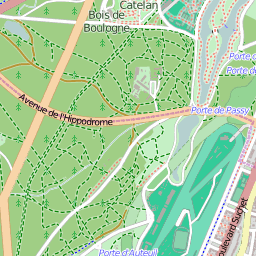 Catelan
Bois de
Boulogne
Porte d
Porte de
Avenue de l'Hippodrome
Porte de Passy
Boulevard Suchet
Porte d'Auteuil